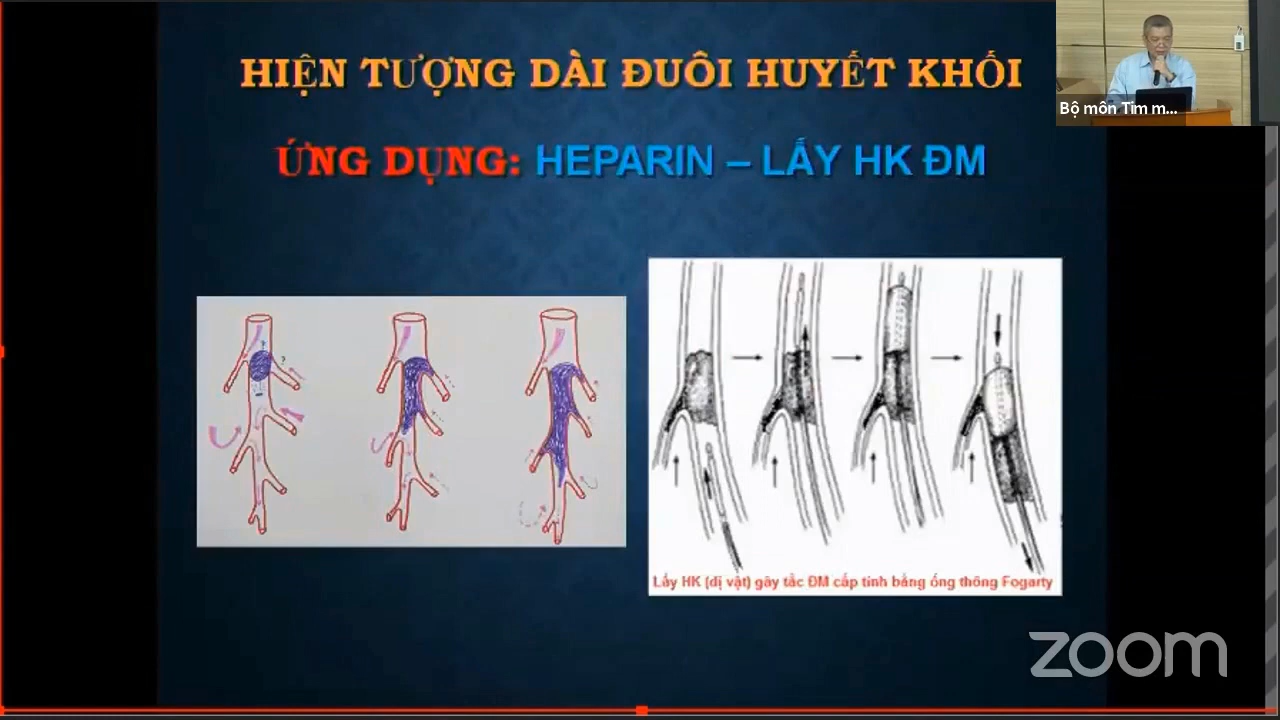 HIỆN TƯỢNG DÀI ĐUÔI HUYẾT KHỐI
ỨNG DỤNG: HEPARIN – LẤY HK ĐM
Bộ môn Tim m...
?
?
Lấy HK (dị vật) gây tắc ĐM cấp tính bằng ống thông Fogarty
zoom